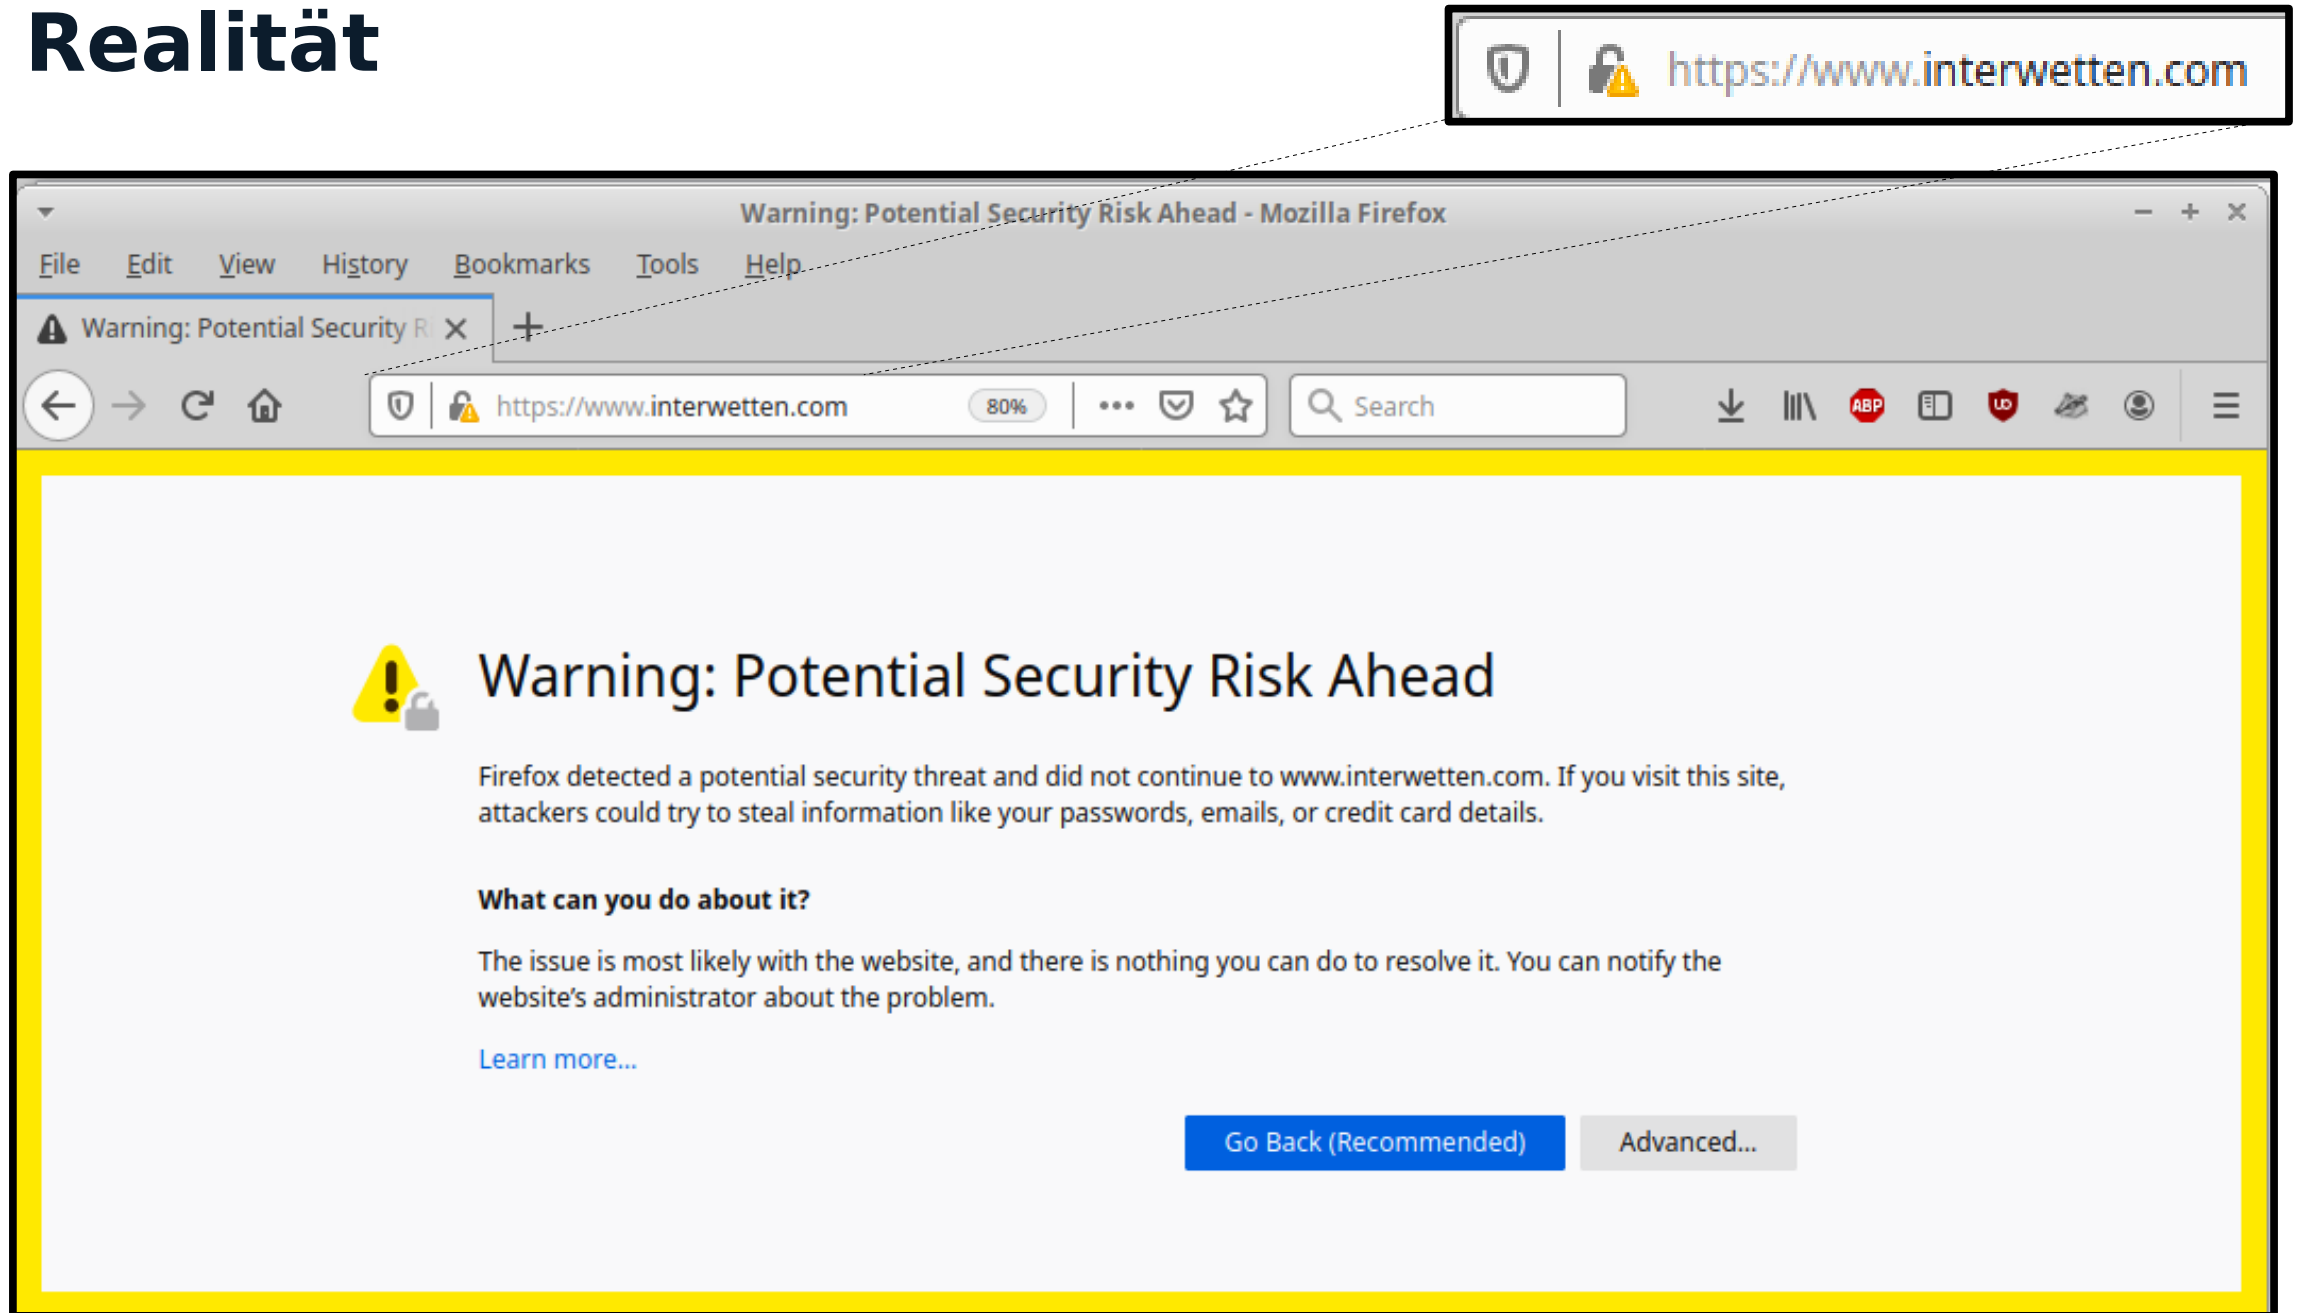 Realität
https://www.interwetten.com
Warning: Potential Security Risk Ahead - Mozilla Firefox
File Edit View History Bookmarks Tools Help
Warning: Potential Security R
https://www.interwetten.com 80% Search ABP
Warning: Potential Security Risk Ahead
Firefox detected a potential security threat and did not continue to www.interwetten.com. If you visit this site,
attackers could try to steal information like your passwords, emails, or credit card details.
What can you do about it?
The issue is most likely with the website, and there is nothing you can do to resolve it. You can notify the
website’s administrator about the problem.
Learn more...
Go Back (Recommended) Advanced...